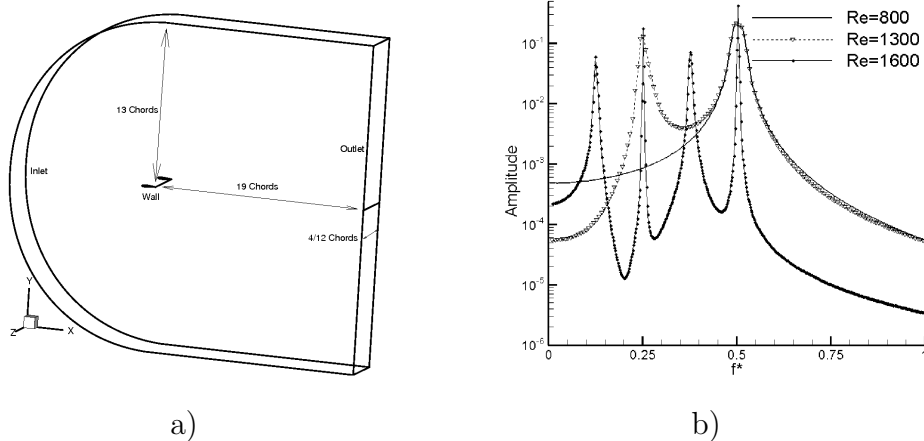 13 Chords
Outlet
Inlet
19 Chords
Wall
4/12 Chords
Y
Z
X
a)
Re=800
Re=1300
Re=1600
Amplitude
10^-1
10^-2
10^-3
10^-4
10^-5
10^-6
0
0.25
0.5
0.75
1
f*
b)